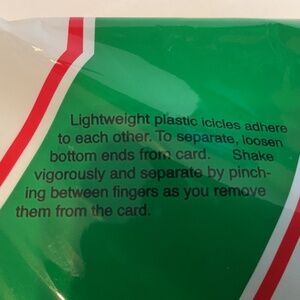 Lightweight plastic icicles adhere
to each other. To separate, loosen
bottom ends from card. Shake
vigorously and separate by pinch-
ing between fingers as you remove
them from the card.